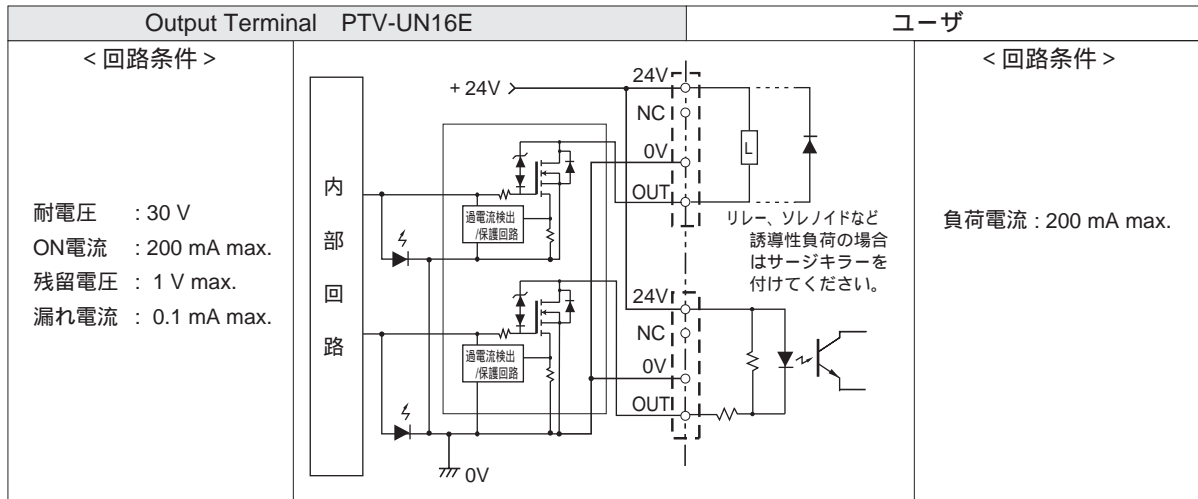 Output Terminal PTV-UN16E
ユーザ
<回路条件>
耐電圧 : 30 V
ON電流 : 200 mA max.
残留電圧 : 1 V max.
漏れ電流 : 0.1 mA max.
内
部
回
路
+ 24V
過電流検出
/保護回路
過電流検出
/保護回路
0V
24V
NC
0V
OUT
L
リレー、ソレノイドなど
誘導性負荷の場合
はサージキラーを
付けてください。
24V
NC
0V
OUT
<回路条件>
負荷電流 : 200 mA max.